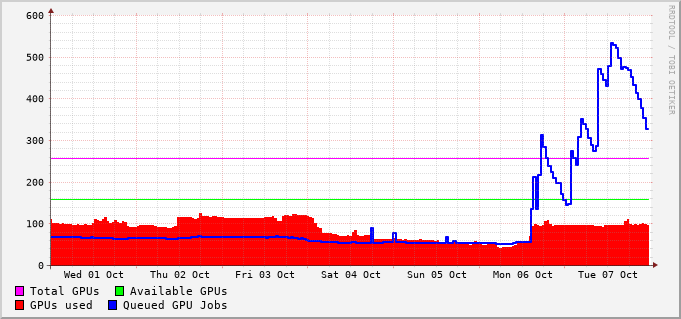 600
500
400
300
200
100
0
Wed 01 Oct Thu 02 Oct Fri 03 Oct Sat 04 Oct Sun 05 Oct Mon 06 Oct Tue 07 Oct
Total GPUs Available GPUs
GPUs used Queued GPU Jobs
RRDTOOL / TOBI OETIKER